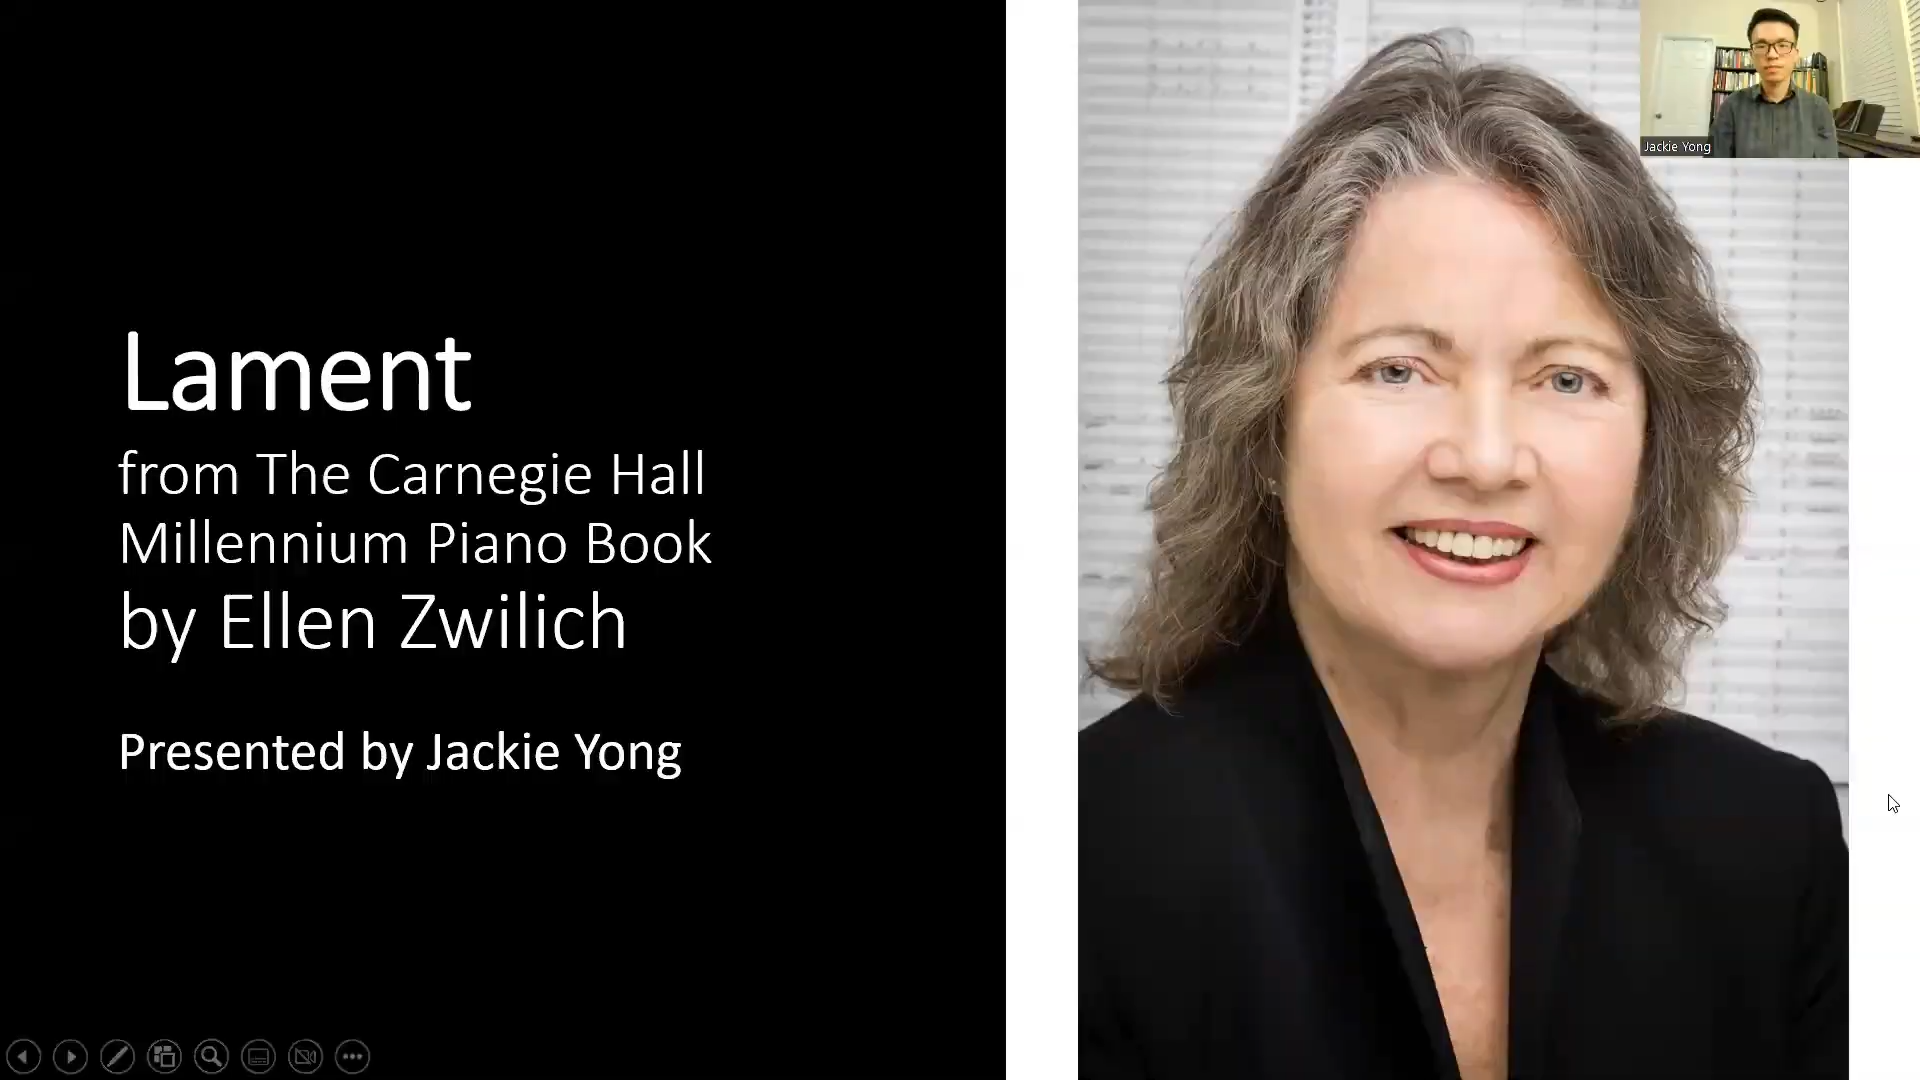 Lament
from The Carnegie Hall
Millennium Piano Book
by Ellen Zwilich
Presented by Jackie Yong
Jackie Yong